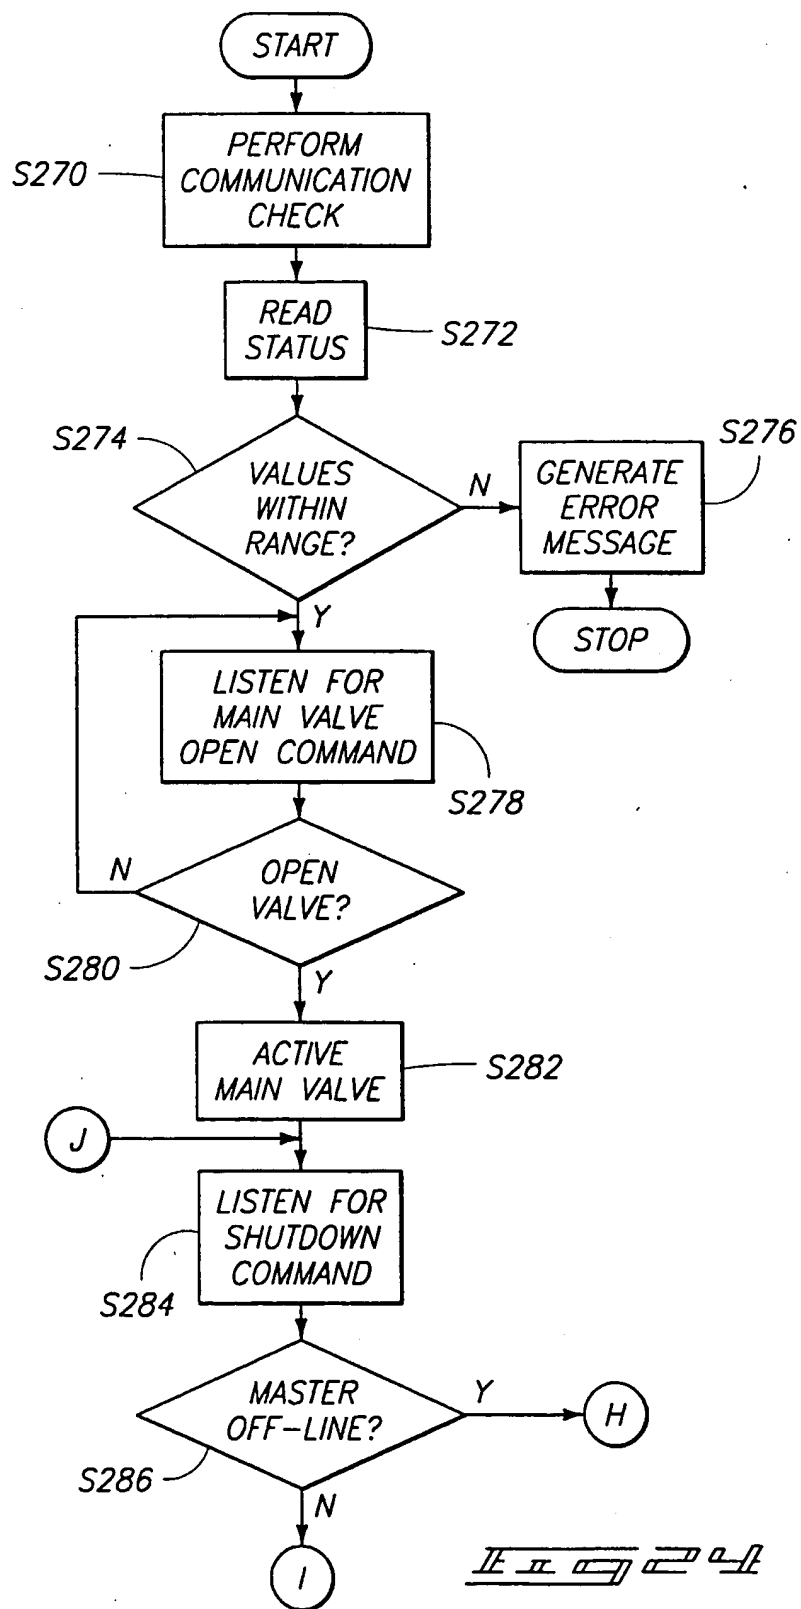 START
S270
PERFORM
COMMUNICATION
CHECK
READ
STATUS
S272
S274
VALUES
WITHIN
RANGE?
N
GENERATE
ERROR
MESSAGE
S276
STOP
Y
LISTEN FOR
MAIN VALVE
OPEN COMMAND
S278
N
OPEN
VALVE?
S280
Y
ACTIVE
MAIN VALVE
S282
J
LISTEN FOR
SHUTDOWN
COMMAND
S284
MASTER
OFF-LINE?
Y
H
S286
N
I
FIG 24